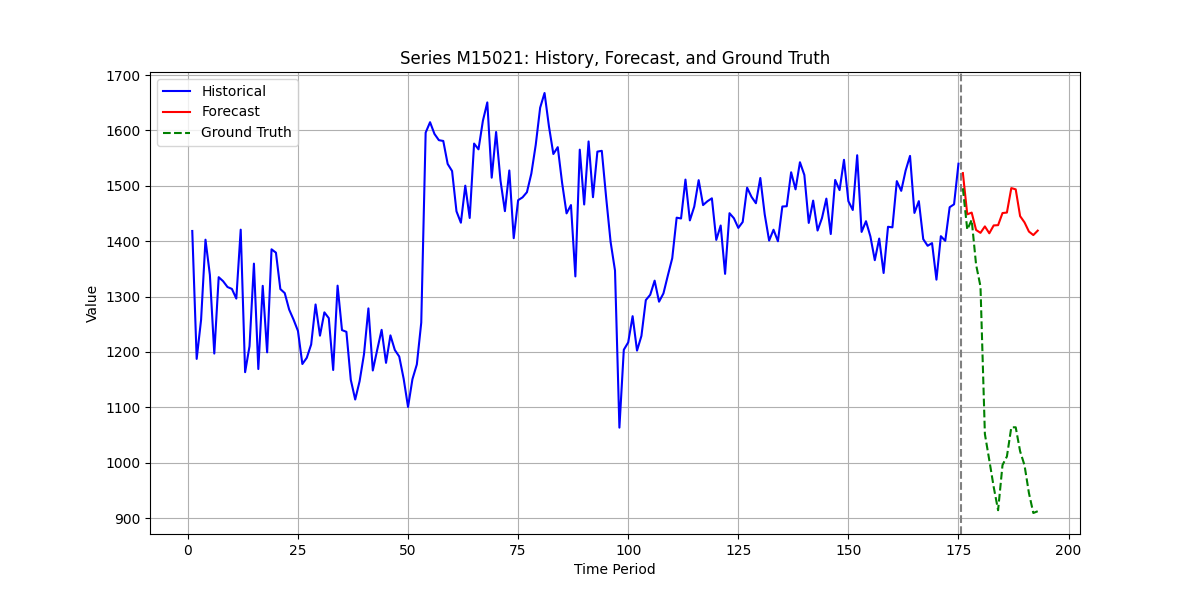 Series M15021: History, Forecast, and Ground Truth
Historical
Forecast
Ground Truth
1700
1600
1500
1400
1300
1200
1100
1000
900
Value
0 25 50 75 100 125 150 175 200
Time Period